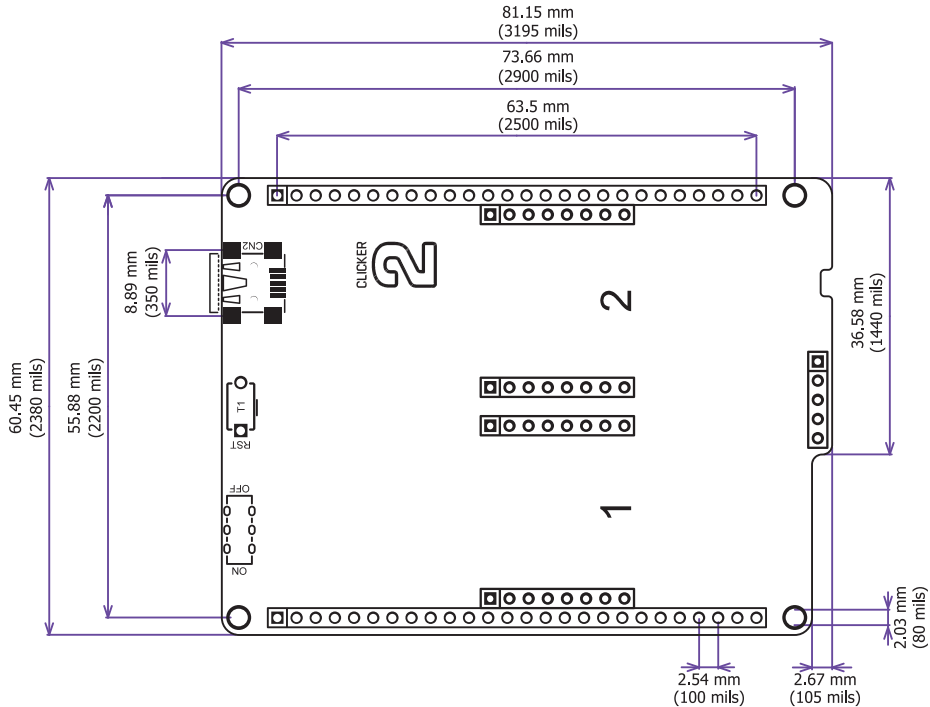 81.15 mm
(3195 mils)
73.66 mm
(2900 mils)
63.5 mm
(2500 mils)
CN2
CLICKER
2
8.89 mm
(350 mils)
2
36.58 mm
(1440 mils)
60.45 mm
(2380 mils)
55.88 mm
(2200 mils)
T1
RST
OFF
1
ON
2.03 mm
(80 mils)
2.54 mm
(100 mils)
2.67 mm
(105 mils)